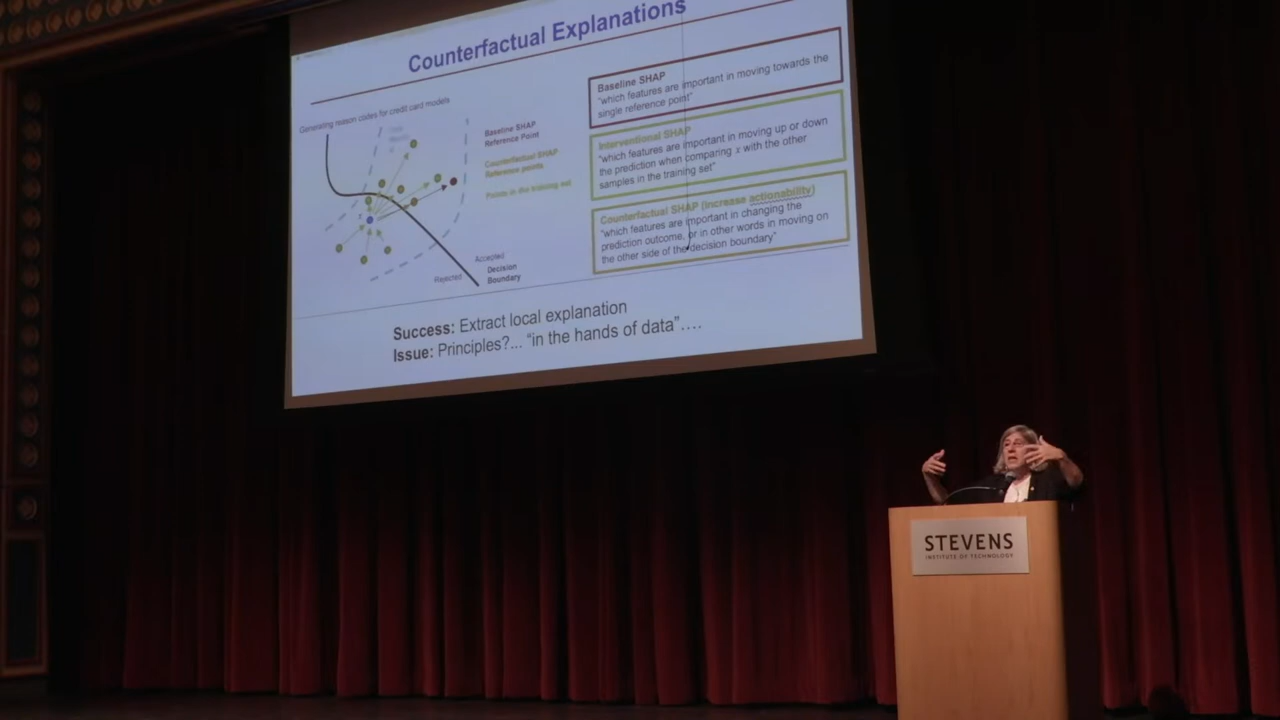 Counterfactual Explanations
Generating reason codes for credit card models
Baseline SHAP
Reference Point
Counterfactual SHAP
Reference points
Points in the training set
Accepted
Rejected
Decision
Boundary
Baseline SHAP
"which features are important in moving towards the
single reference point"
Interventional SHAP
"which features are important in moving up or down
the prediction when comparing x with the other
samples in the training set"
Counterfactual SHAP (increase actionability)
"which features are important in changing the
prediction outcome, or in other words in moving on
the other side of the decision boundary"
Success: Extract local explanation
Issue: Principles?... "in the hands of data"....
STEVENS
INSTITUTE OF TECHNOLOGY